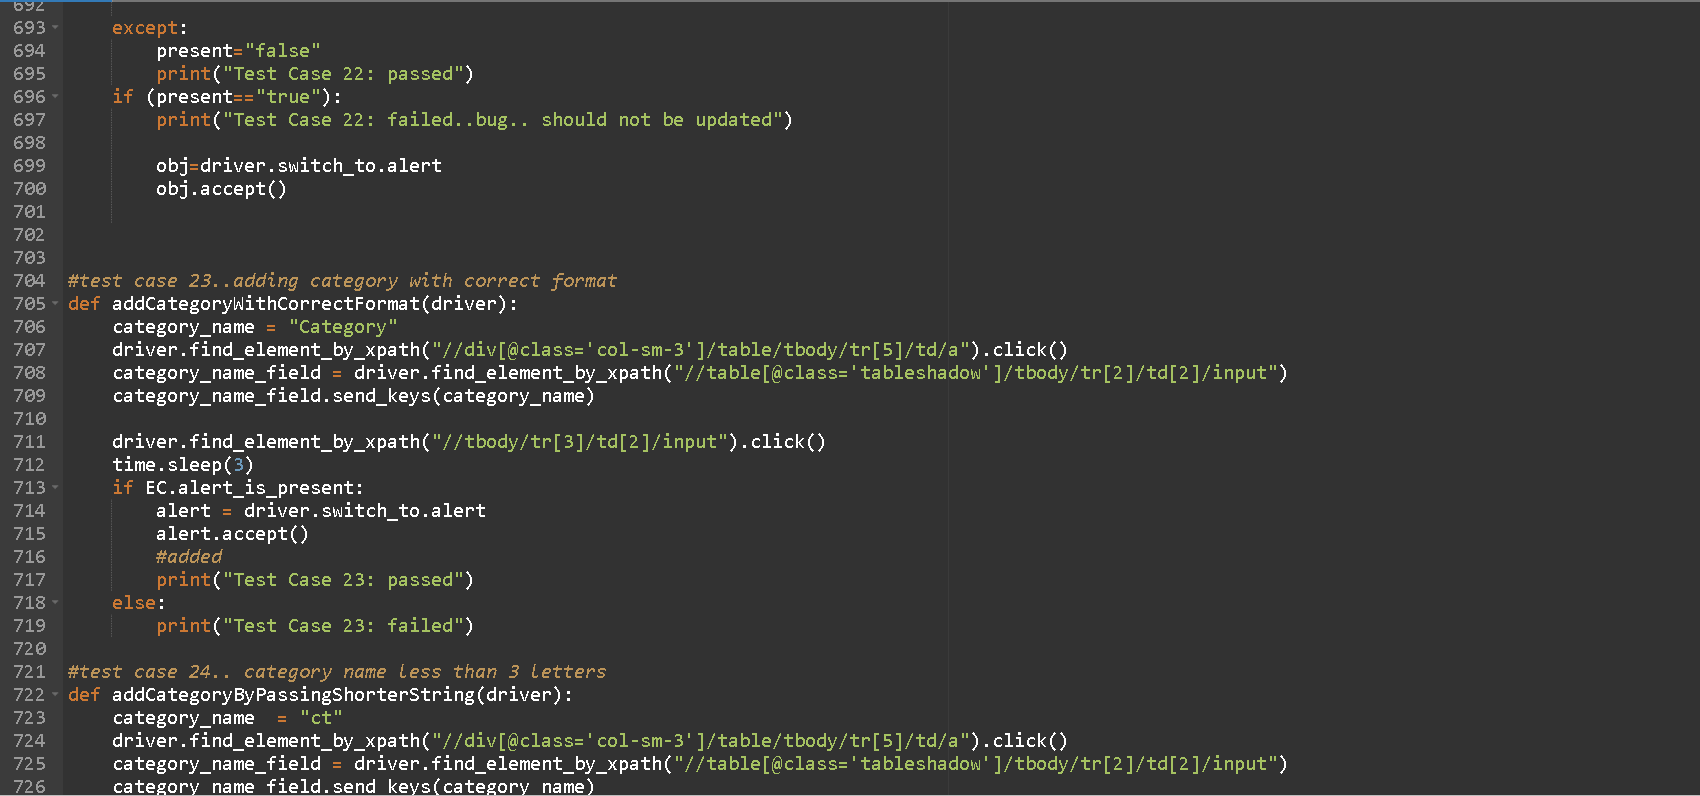 692
693 except:
694 present="false"
695 print("Test Case 22: passed")
696 if (present=="true"):
697 print("Test Case 22: failed..bug.. should not be updated")
698
699 obj=driver.switch_to.alert
700 obj.accept()
701
702
703
704 #test case 23..adding category with correct format
705 def addCategoryWithCorrectFormat(driver):
706 category_name = "Category"
707 driver.find_element_by_xpath("//div[@class='col-sm-3']/table/tbody/tr[5]/td/a").click()
708 category_name_field = driver.find_element_by_xpath("//table[@class='tableshadow']/tbody/tr[2]/td[2]/input")
709 category_name_field.send_keys(category_name)
710
711 driver.find_element_by_xpath("//tbody/tr[3]/td[2]/input").click()
712 time.sleep(3)
713 if EC.alert_is_present:
714 alert = driver.switch_to.alert
715 alert.accept()
716 #added
717 print("Test Case 23: passed")
718 else:
719 print("Test Case 23: failed")
720
721 #test case 24.. category name less than 3 letters
722 def addCategoryByPassingShorterString(driver):
723 category_name  = "ct"
724 driver.find_element_by_xpath("//div[@class='col-sm-3']/table/tbody/tr[5]/td/a").click()
725 category_name_field = driver.find_element_by_xpath("//table[@class='tableshadow']/tbody/tr[2]/td[2]/input")
726 category_name_field.send_keys(category_name)